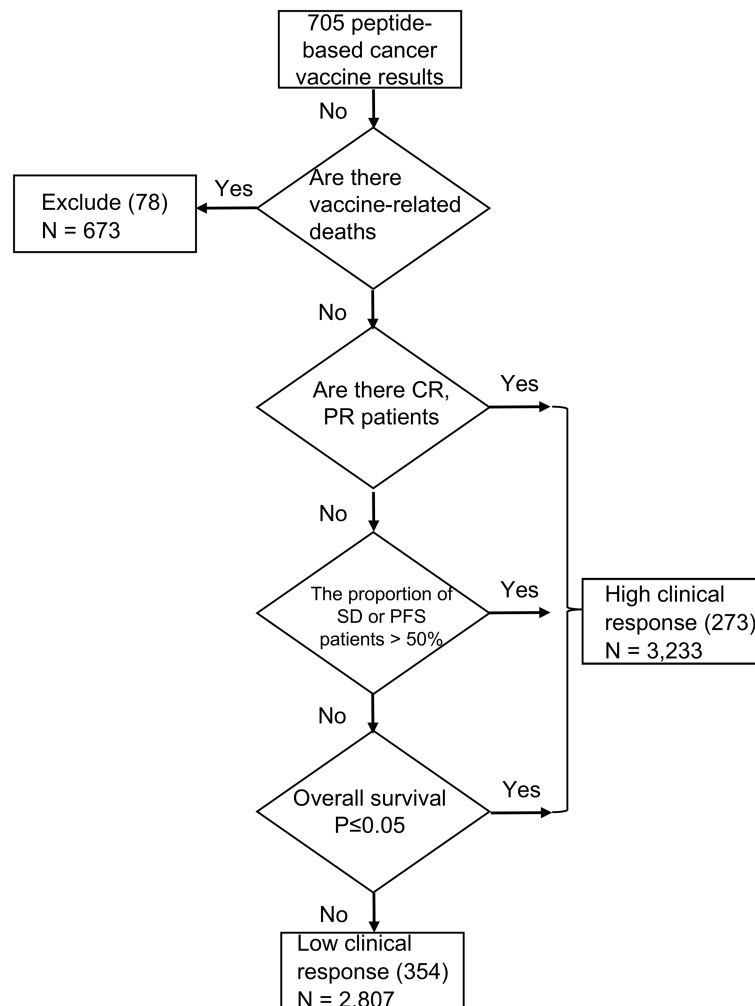 705 peptide-
based cancer
vaccine results
No
Are there
vaccine-related
deaths
Yes
Exclude (78)
N = 673
No
Are there CR,
PR patients
Yes
No
The proportion of
SD or PFS
patients > 50%
Yes
High clinical
response (273)
N = 3,233
No
Overall survival
P≤0.05
Yes
No
Low clinical
response (354)
N = 2,807